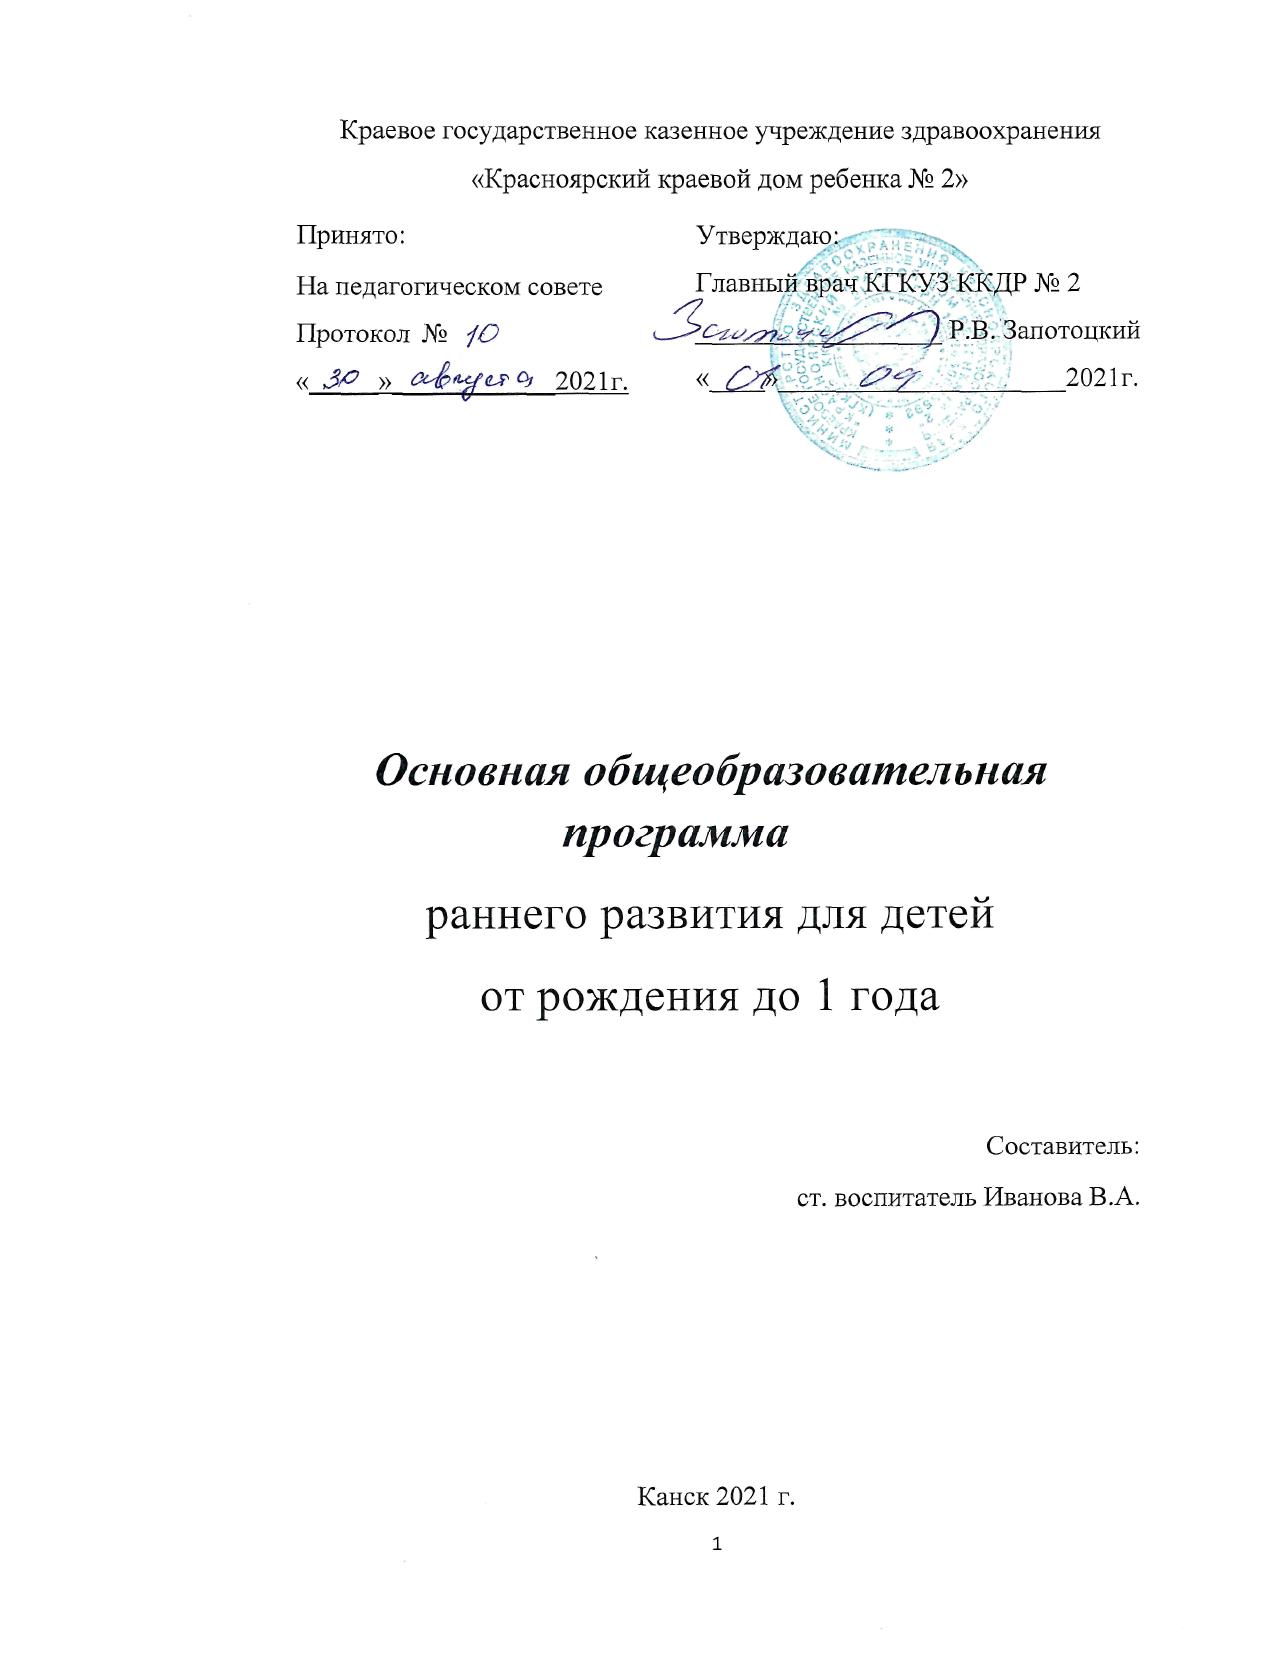 Краевое государственное казенное учреждение здравоохранения
«Красноярский краевой дом ребенка № 2»
Принято:
На педагогическом совете
Протокол № 10
« 30 » августа 2021г.
Утверждаю:
Главный врач КГКУЗ ККДР № 2
Р.В. Запотоцкий
« 01 » 09 2021г.
Основная общеобразовательная
программа
раннего развития для детей
от рождения до 1 года
Составитель:
ст. воспитатель Иванова В.А.
Канск 2021 г.
1